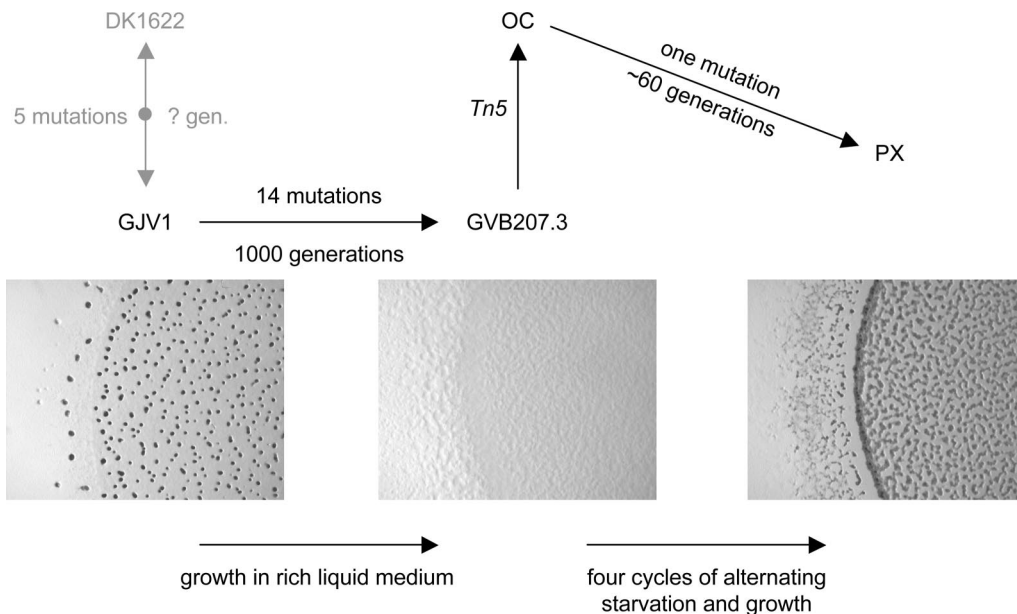 DK1622
5 mutations
? gen.
GJV1
14 mutations
1000 generations
GVB207.3
Tn5
OC
one mutation
~60 generations
PX
growth in rich liquid medium
four cycles of alternating
starvation and growth